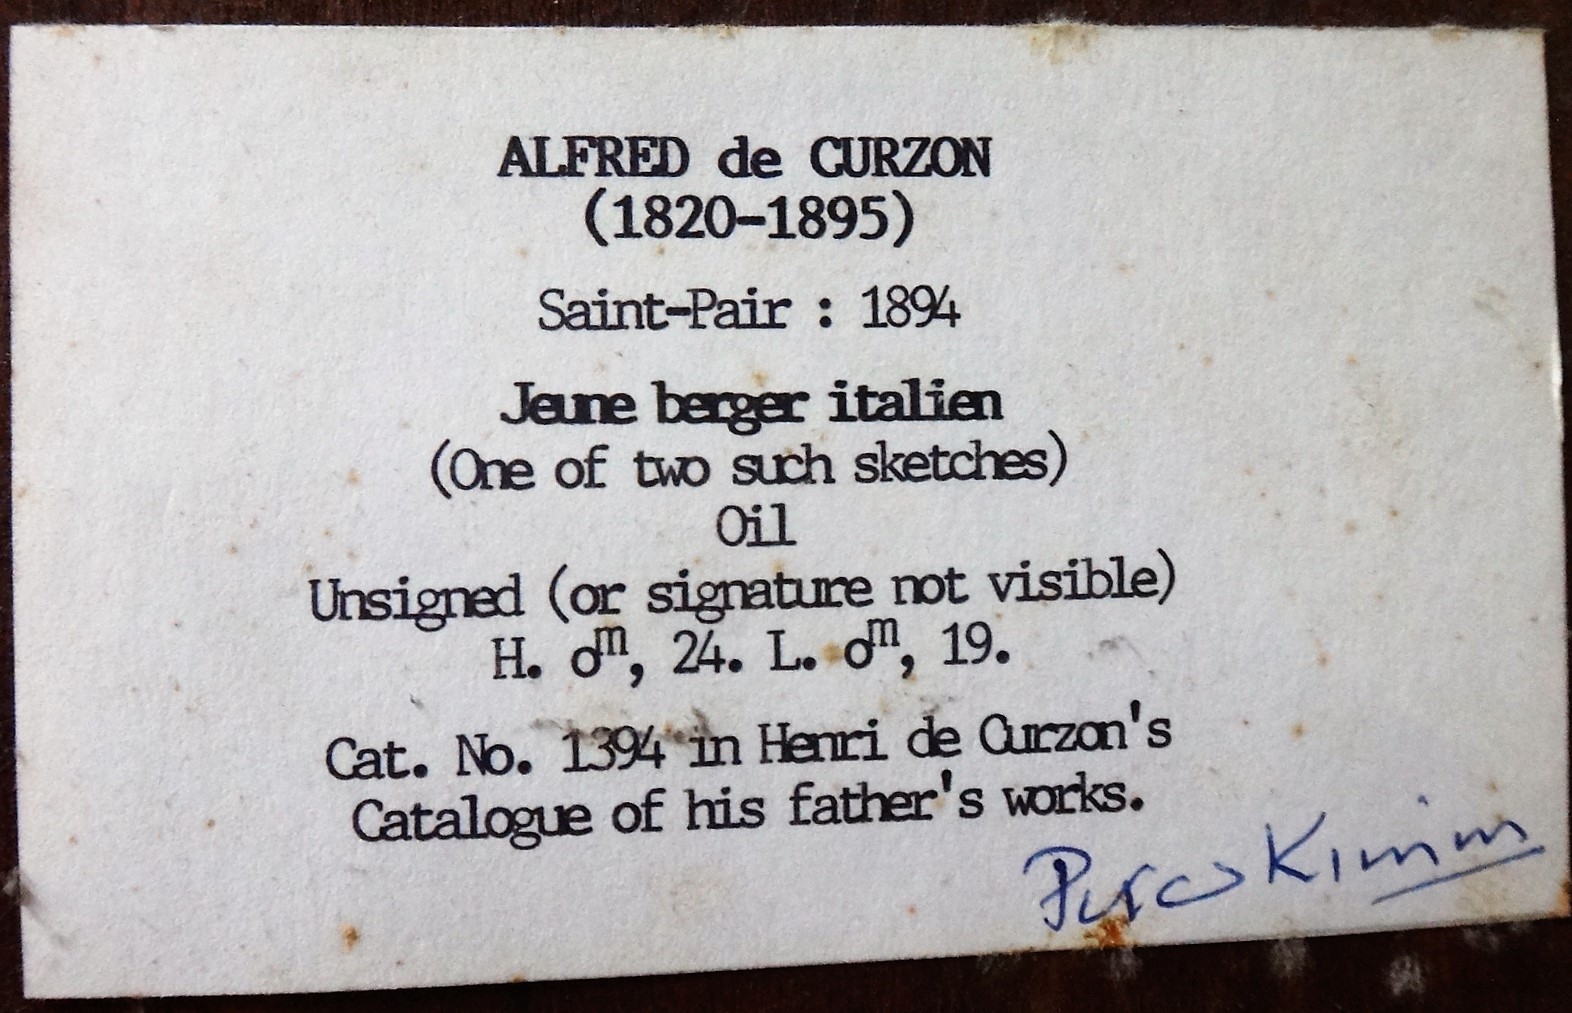 ALFRED de CURZON
(1820-1895)
Saint-Pair : 1894
Jeune berger italien
(One of two such sketches)
Oil
Unsigned (or signature not visible)
H. oᵐ, 24. L. oᵐ, 19.
Cat. No. 1394 in Henri de Curzon's
Catalogue of his father's works.